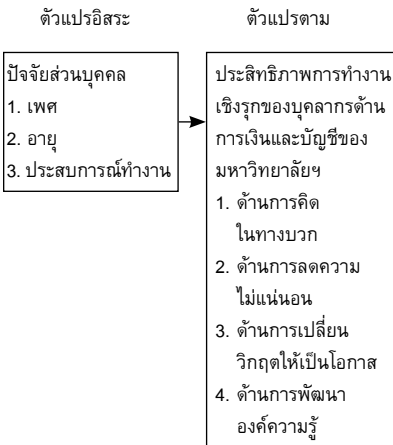 ตัวแปรอิสระ
ตัวแปรตาม
ปัจจัยส่วนบุคคล
1. เพศ
2. อายุ
3. ประสบการณ์ทำงาน
ประสิทธิภาพการทำงาน
เชิงรุกของบุคลากรด้าน
การเงินและบัญชีของ
มหาวิทยาลัยฯ
1. ด้านการคิด
ในทางบวก
2. ด้านการลดความ
ไม่แน่นอน
3. ด้านการเปลี่ยน
วิกฤตให้เป็นโอกาส
4. ด้านการพัฒนา
องค์ความรู้